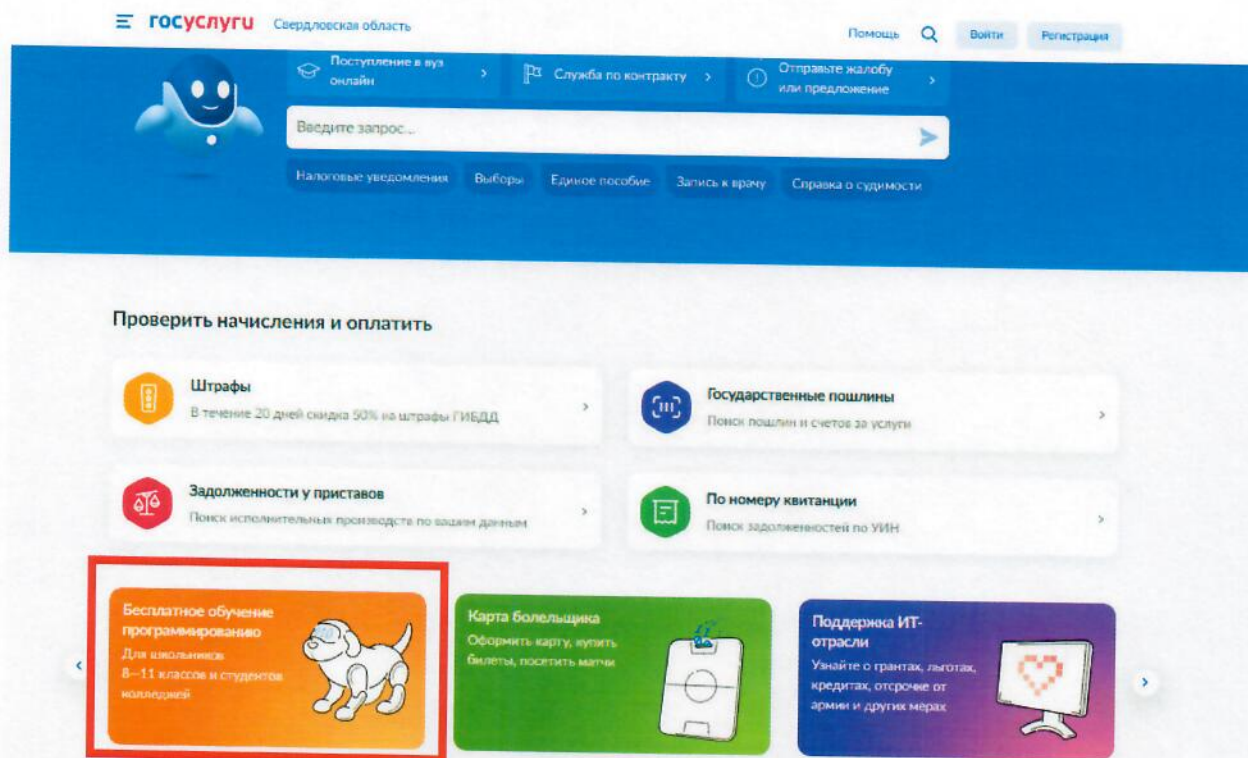 госуслуги Свердловская область Помощь Войти Регистрация
Поступление в вуз
онлайн
Служба по контракту
Отправьте жалобу
или предложение
Введите запрос...
Налоговые уведомления Выборы Единое пособие Запись к врачу Справка о судимости
Проверить начисления и оплатить
Штрафы
В течение 20 дней скидка 50% на штрафы ГИБДД
Государственные пошлины
Поиск пошлин и счетов за услуги
Задолженности у приставов
Поиск исполнительных производств по вашим данным
По номеру квитанции
Поиск задолженностей по УИН
Бесплатное обучение
программированию
Для школьников
8—11 классов и студентов
колледжей
Карта болельщика
Оформить карту, купить
билеты, посетить матчи
Поддержка ИТ-
отрасли
Узнайте о грантах, льготах,
кредитах, отсрочке от
армии и других мерах